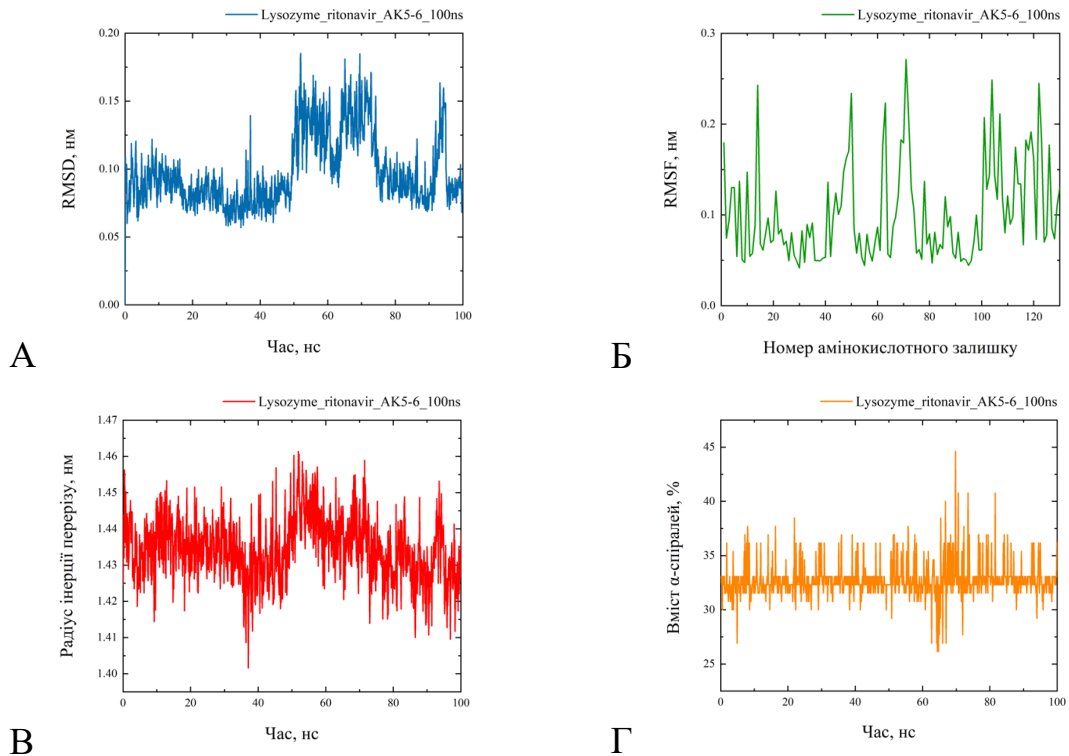 Lysozyme_ritonavir_AK5-6_100ns
RMSD, нм
0.20
0.15
0.10
0.05
0.00
0 20 40 60 80 100
Час, нс
А
Lysozyme_ritonavir_AK5-6_100ns
RMSF, нм
0.3
0.2
0.1
0.0
0 20 40 60 80 100 120
Номер амінокислотного залишку
Б
Lysozyme_ritonavir_AK5-6_100ns
Радіус інерції перерізу, нм
1.47
1.46
1.45
1.44
1.43
1.42
1.41
1.40
0 20 40 60 80 100
Час, нс
В
Lysozyme_ritonavir_AK5-6_100ns
Вміст α-спіралей, %
45
40
35
30
25
0 20 40 60 80 100
Час, нс
Г